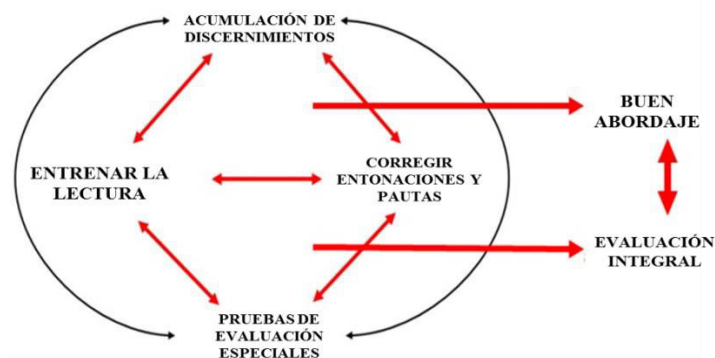 ACUMULACIÓN DE
DISCERNIMIENTOS
BUEN
ABORDAJE
ENTRENAR LA
LECTURA
CORREGIR
ENTONACIONES Y
PAUTAS
EVALUACIÓN
INTEGRAL
PRUEBAS DE
EVALUACIÓN
ESPECIALES